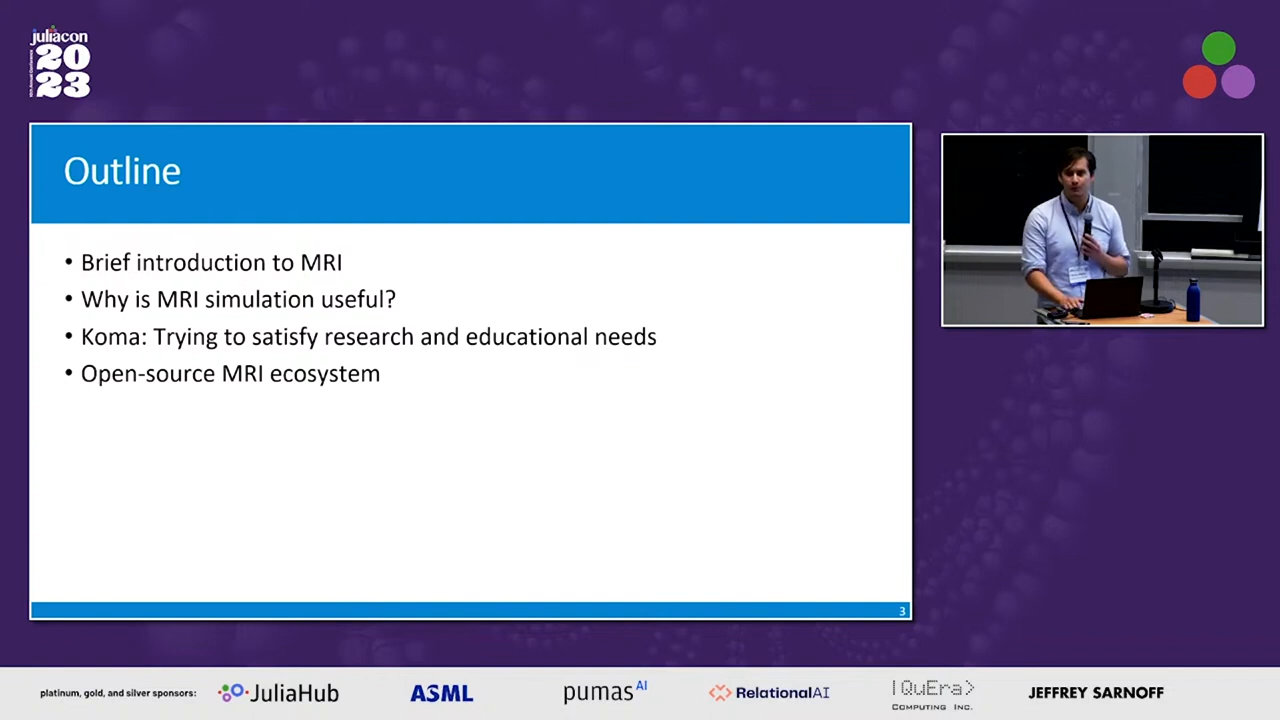 juliacon
20
23
Outline
• Brief introduction to MRI
• Why is MRI simulation useful?
• Koma: Trying to satisfy research and educational needs
• Open-source MRI ecosystem
3
platinum, gold, and silver sponsors:
JuliaHub
ASML
pumas AI
RelationalAI
|QuEra>
COMPUTING INC.
JEFFREY SARNOFF